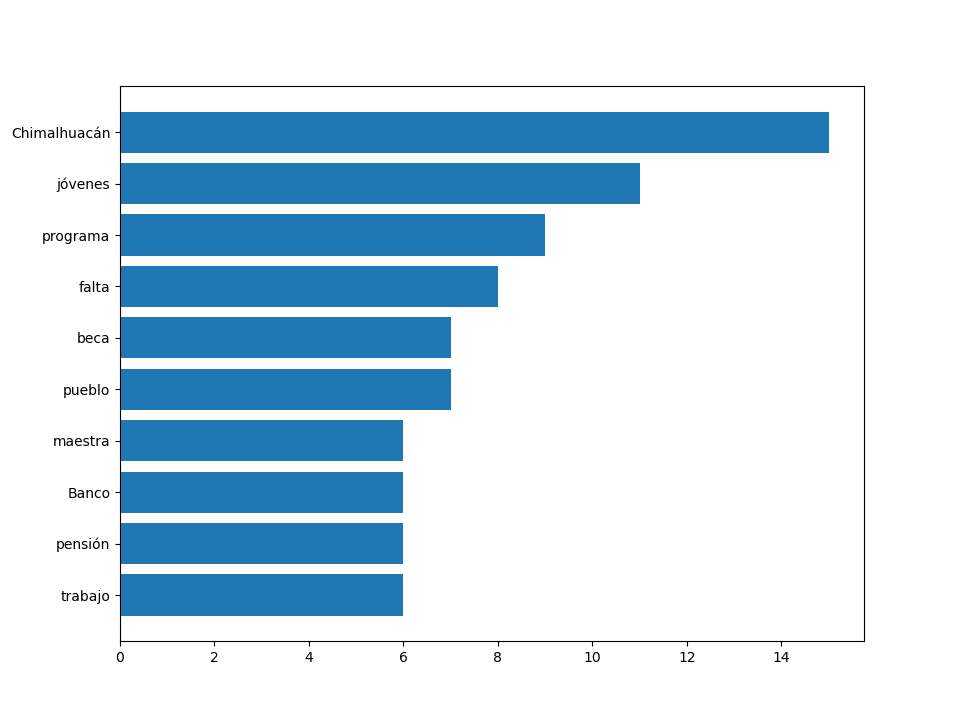 Chimalhuacán
jóvenes
programa
falta
beca
pueblo
maestra
Banco
pensión
trabajo
0 2 4 6 8 10 12 14